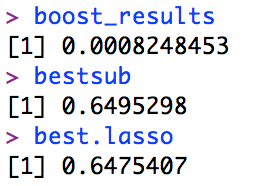 > boost_results
[1] 0.0008248453
> bestsub
[1] 0.6495298
> best.lasso
[1] 0.6475407